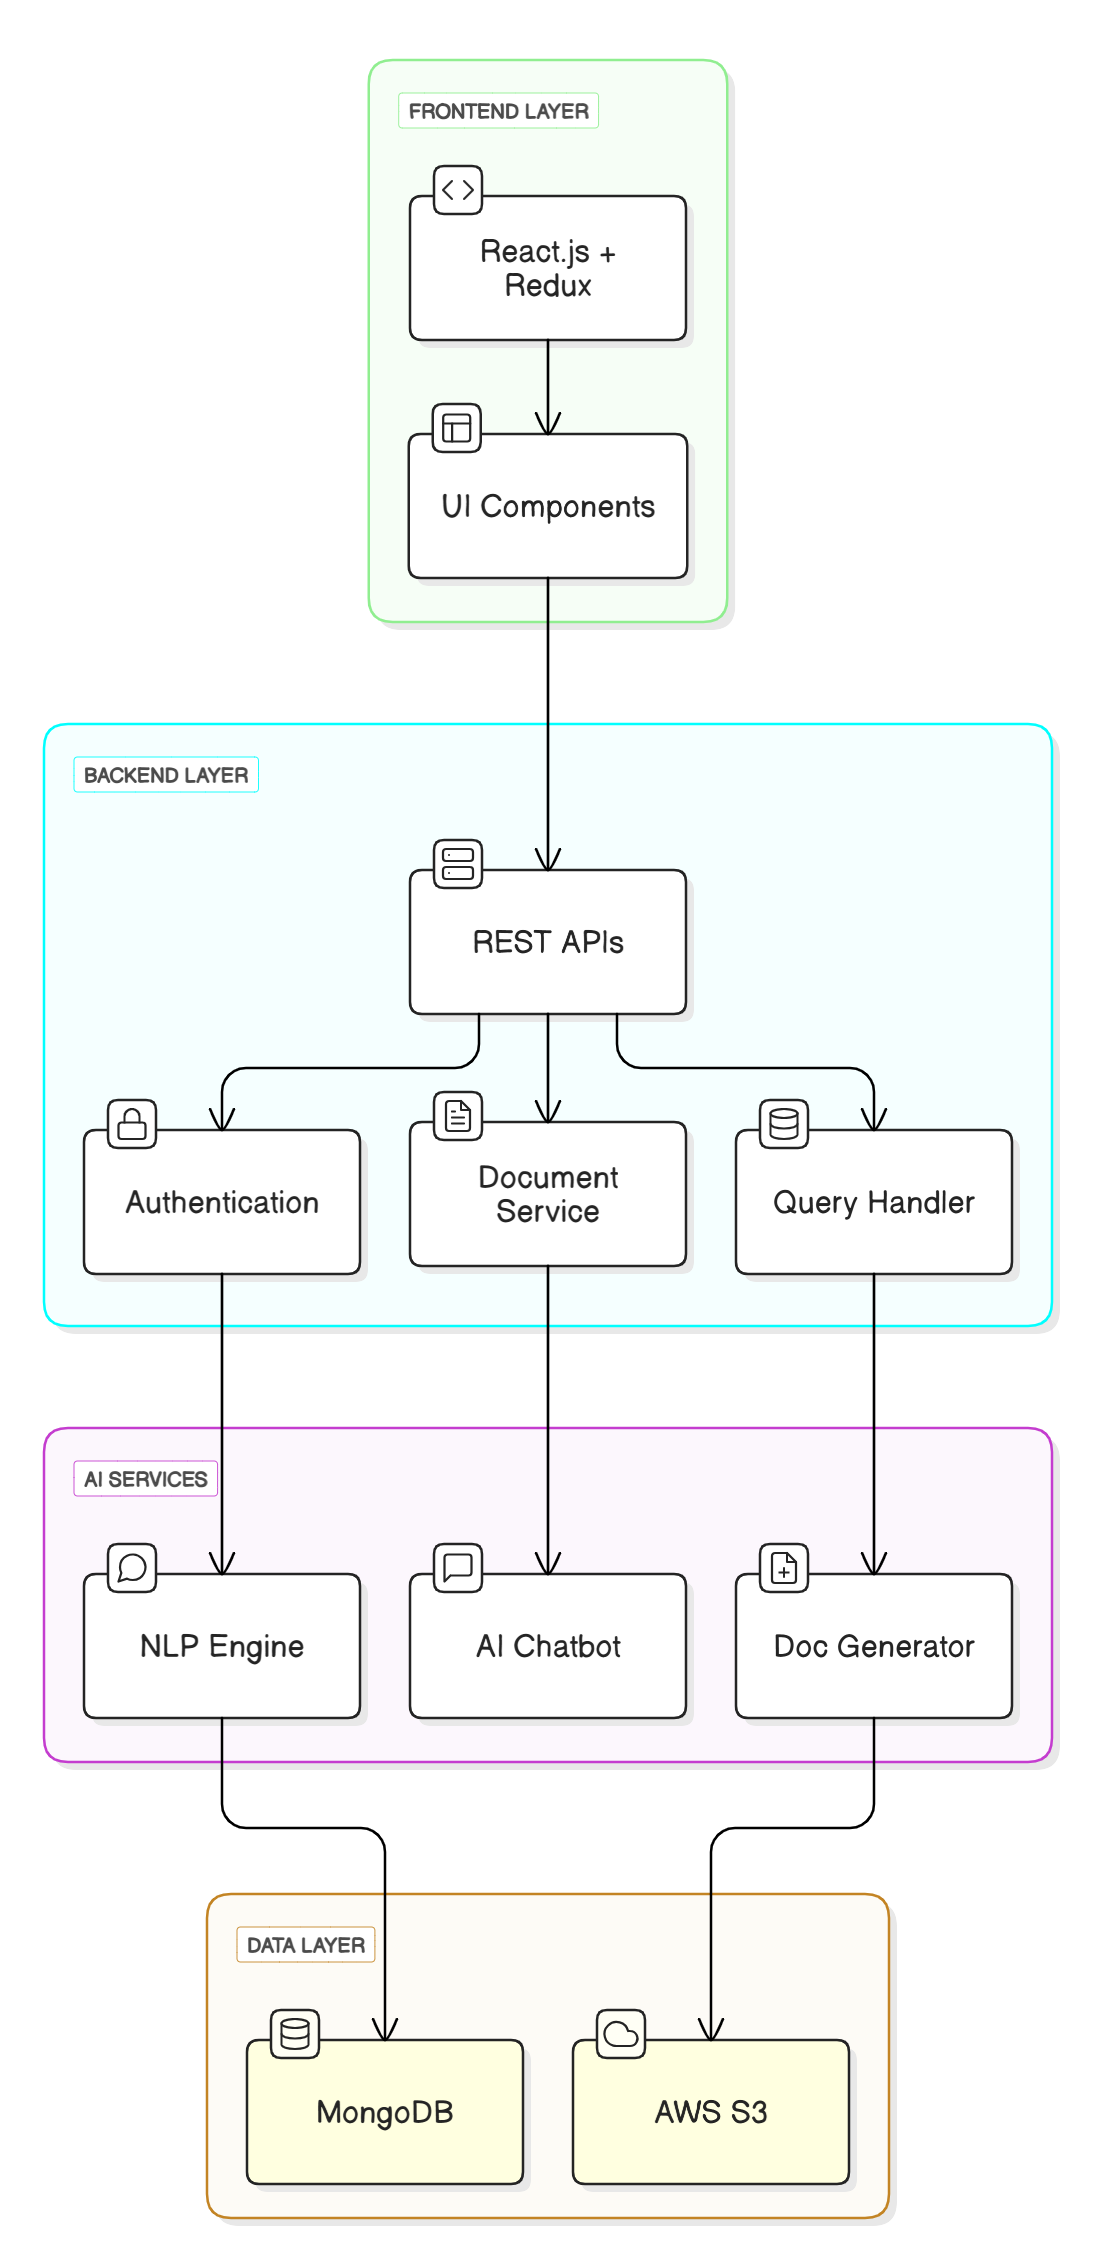 FRONTEND LAYER
React.js +
Redux
UI Components
BACKEND LAYER
REST APIs
Authentication
Document
Service
Query Handler
AI SERVICES
NLP Engine
AI Chatbot
Doc Generator
DATA LAYER
MongoDB
AWS S3